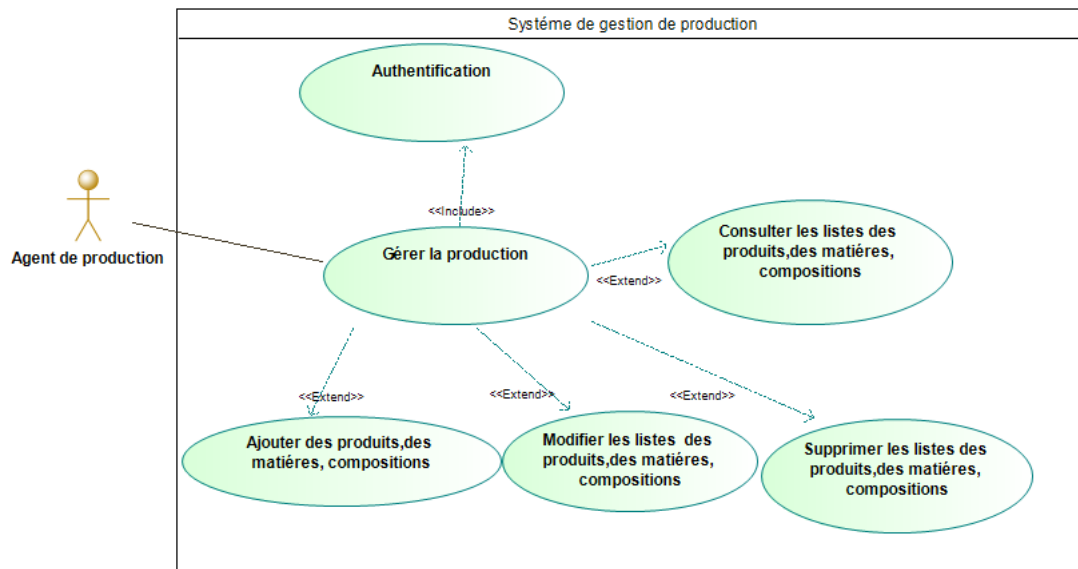 Systéme de gestion de production
Authentification
<<Include>>
Agent de production
Gérer la production
Consulter les listes des
produits,des matiéres,
compositions
<<Extend>>
<<Extend>>
<<Extend>>
<<Extend>>
Ajouter des produits,des
matiéres, compositions
Modifier les listes des
produits,des matiéres,
compositions
Supprimer les listes des
produits,des matiéres,
compositions